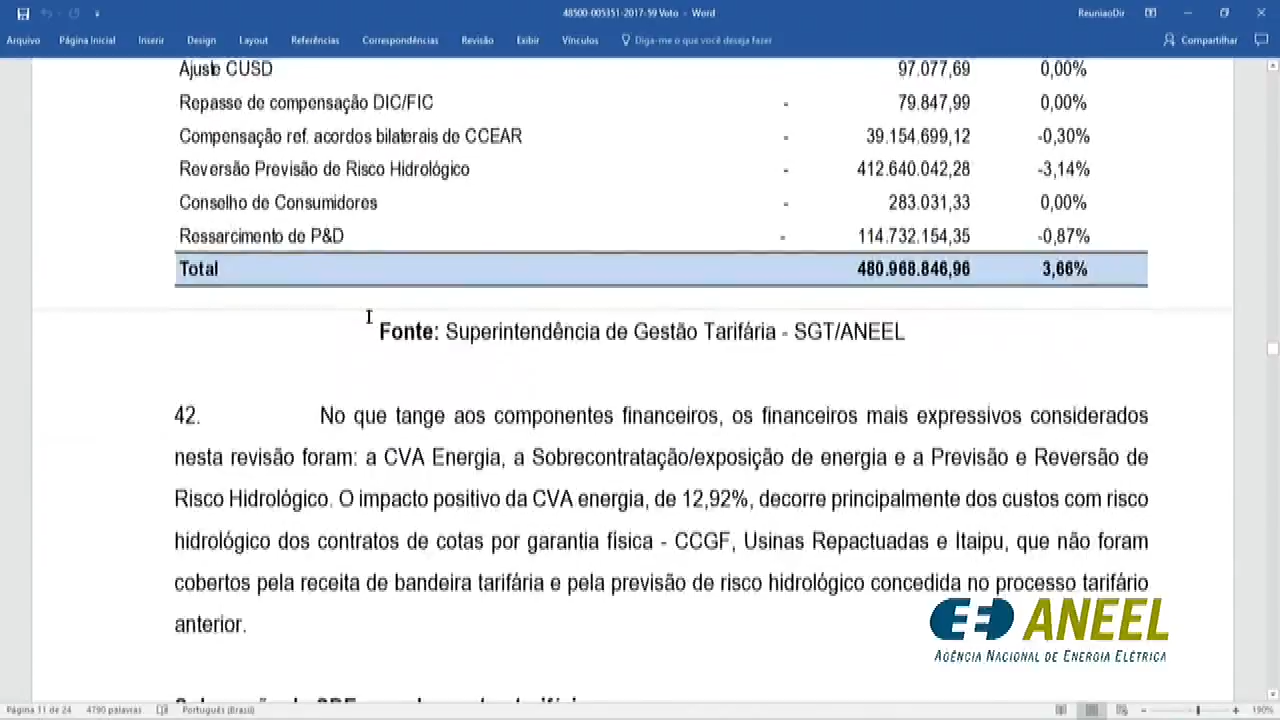 48500-005351-2017-59 Voto - Word
ReuniaoDir
Arquivo Página Inicial Inserir Design Layout Referências Correspondências Revisão Exibir Vínculos Diga-me o que você deseja fazer Compartilhar
Ajuste CUSD 97.077,69 0,00%
Repasse de compensação DIC/FIC - 79.847,99 0,00%
Compensação ref. acordos bilaterais de CCEAR - 39.154.699,12 -0,30%
Reversão Previsão de Risco Hidrológico - 412.640.042,28 -3,14%
Conselho de Consumidores - 283.031,33 0,00%
Ressarcimento de P&D - 114.732.154,35 -0,87%
Total 480.968.846,96 3,66%
Fonte: Superintendência de Gestão Tarifária - SGT/ANEEL
42. No que tange aos componentes financeiros, os financeiros mais expressivos considerados
nesta revisão foram: a CVA Energia, a Sobrecontratação/exposição de energia e a Previsão e Reversão de
Risco Hidrológico. O impacto positivo da CVA energia, de 12,92%, decorre principalmente dos custos com risco
hidrológico dos contratos de cotas por garantia física - CCGF, Usinas Repactuadas e Itaipu, que não foram
cobertos pela receita de bandeira tarifária e pela previsão de risco hidrológico concedida no processo tarifário
anterior.
ANEEL
AGÊNCIA NACIONAL DE ENERGIA ELÉTRICA
Página 11 de 24 4790 palavras Português (Brasil) 190%